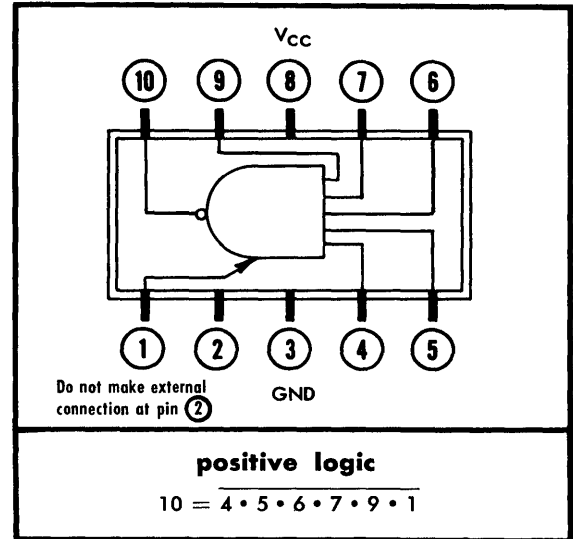 VCC
10 9 8 7 6
1 2 3 4 5
Do not make external
connection at pin 2
GND
positive logic
10 = 4 • 5 • 6 • 7 • 9 • 1